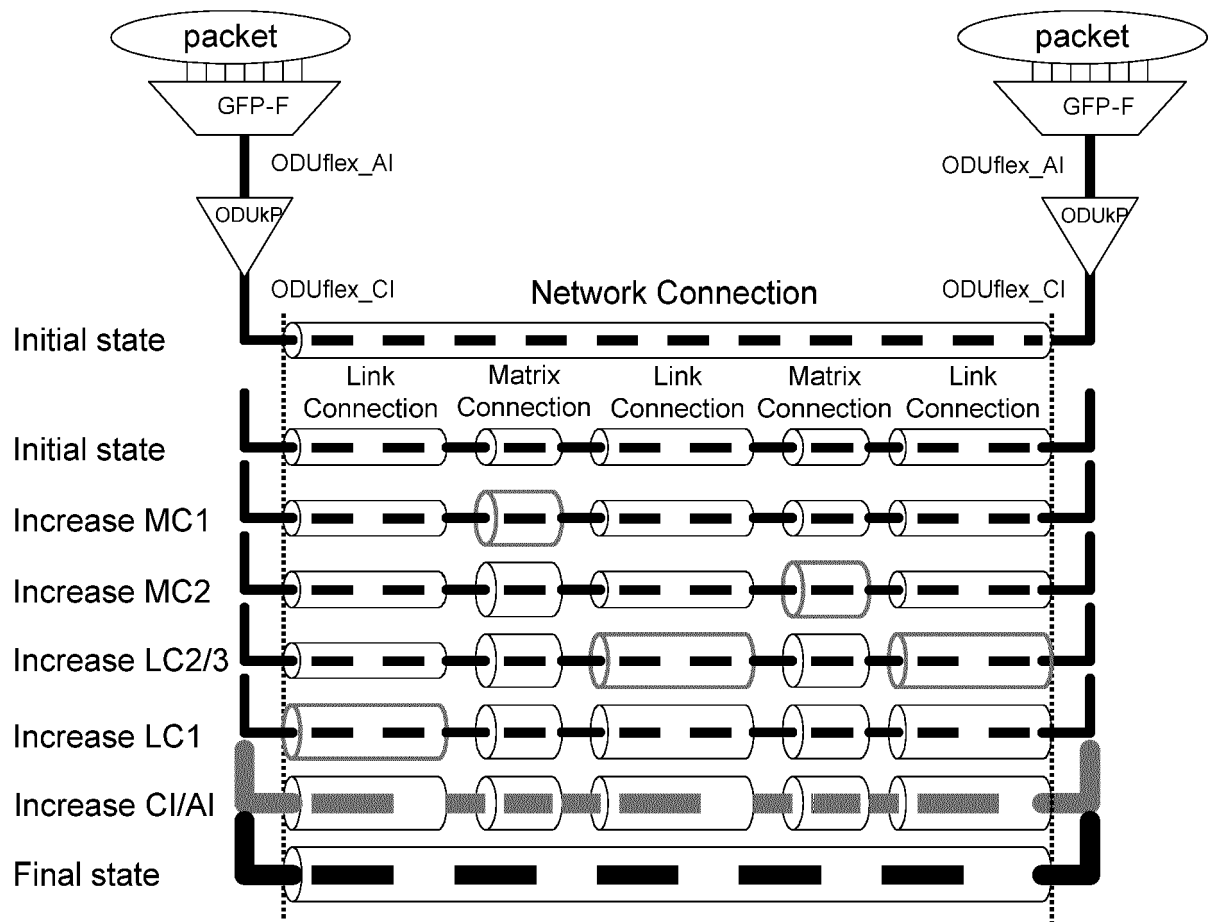 packet
packet
GFP-F
GFP-F
ODUflex_AI
ODUflex_AI
ODUkP
ODUkP
ODUflex_CI
Network Connection
ODUflex_CI
Initial state
Link
Connection
Matrix
Connection
Link
Connection
Matrix
Connection
Link
Connection
Initial state
Increase MC1
Increase MC2
Increase LC2/3
Increase LC1
Increase CI/AI
Final state